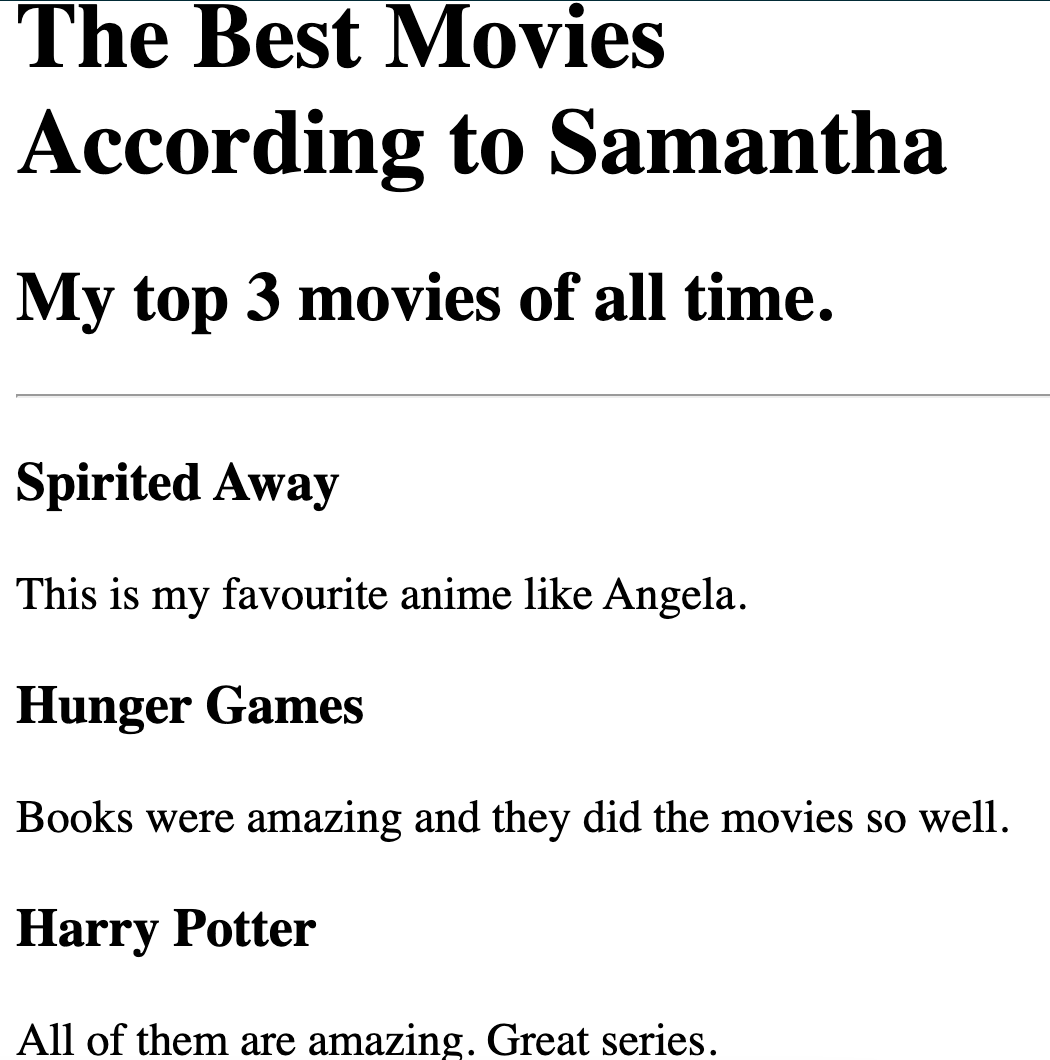 The Best Movies
According to Samantha
My top 3 movies of all time.
Spirited Away
This is my favourite anime like Angela.
Hunger Games
Books were amazing and they did the movies so well.
Harry Potter
All of them are amazing. Great series.